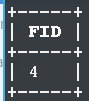 +-----+
| FID |
+-----+
| 4
+-----+